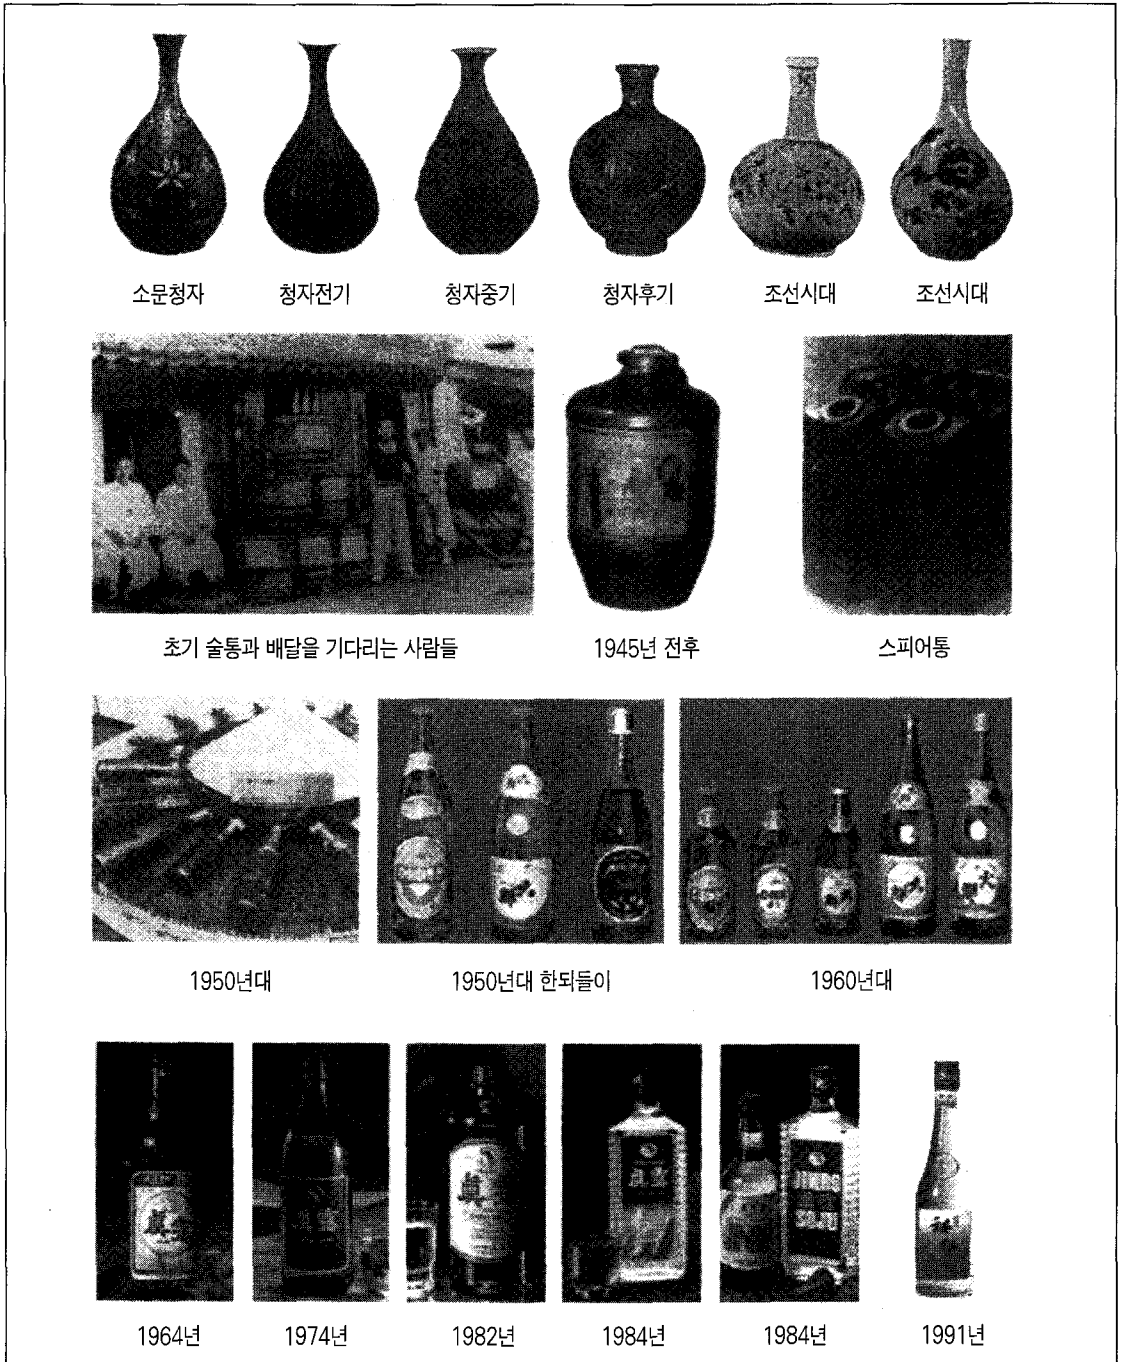 소문청자 청자전기 청자중기 청자후기 조선시대 조선시대
초기 술통과 배달을 기다리는 사람들 1945년 전후 스피어통
1950년대 1950년대 한되들이 1960년대
眞
JINRO
SOJU
1964년 1974년 1982년 1984년 1984년 1991년